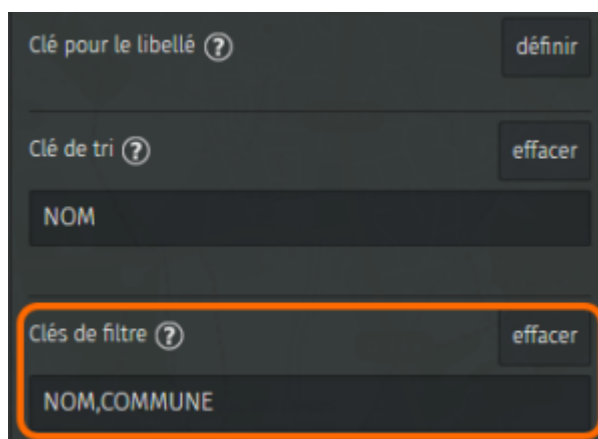 Clé pour le libellé ? définir
Clé de tri ? effacer
NOM
Clés de filtre ? effacer
NOM,COMMUNE